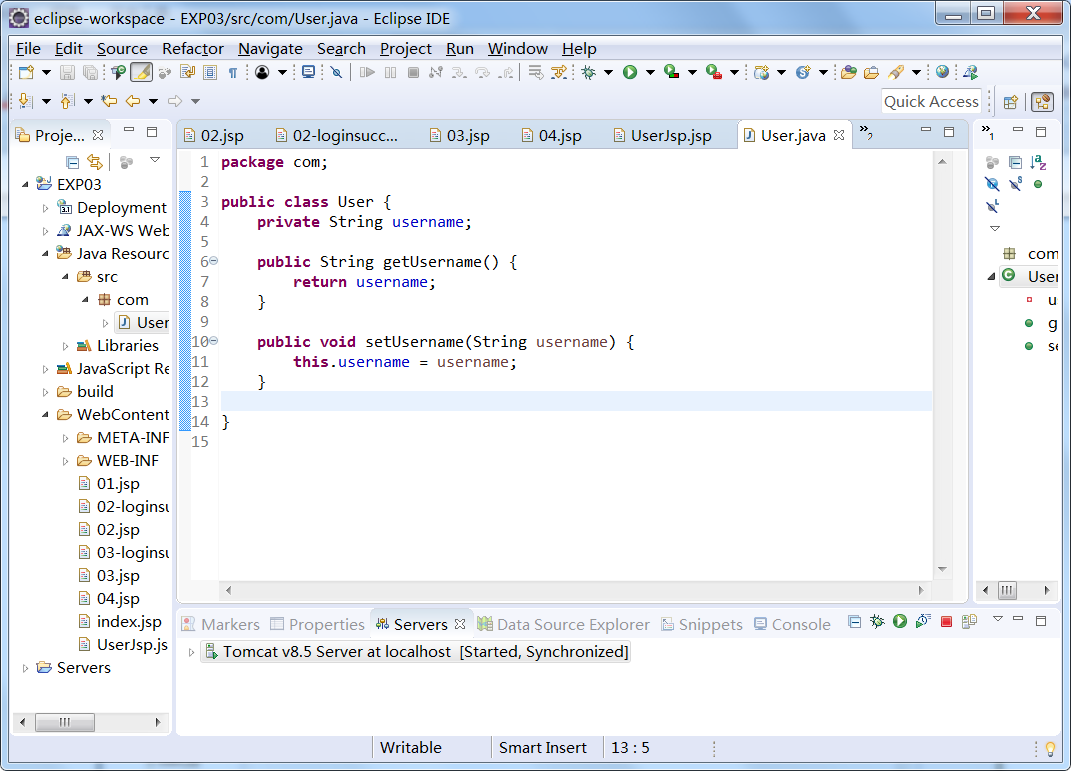 eclipse-workspace - EXP03/src/com/User.java - Eclipse IDE
File Edit Source Refactor Navigate Search Project Run Window Help
Quick Access
Proje...
02.jsp 02-loginsucc... 03.jsp 04.jsp UserJsp.jsp User.java »2
»1
EXP03
Deployment
JAX-WS Web
Java Resourc
src
com
User
Libraries
JavaScript Re
build
WebContent
META-INF
WEB-INF
01.jsp
02-loginsu
02.jsp
03-loginsu
03.jsp
04.jsp
index.jsp
UserJsp.js
Servers
1 package com;
2
3 public class User {
4     private String username;
5
6     public String getUsername() {
7         return username;
8     }
9
10     public void setUsername(String username) {
11         this.username = username;
12     }
13
14 }
15
com
User
u
g
se
Markers Properties Servers Data Source Explorer Snippets Console
Tomcat v8.5 Server at localhost [Started, Synchronized]
Writable Smart Insert 13 : 5